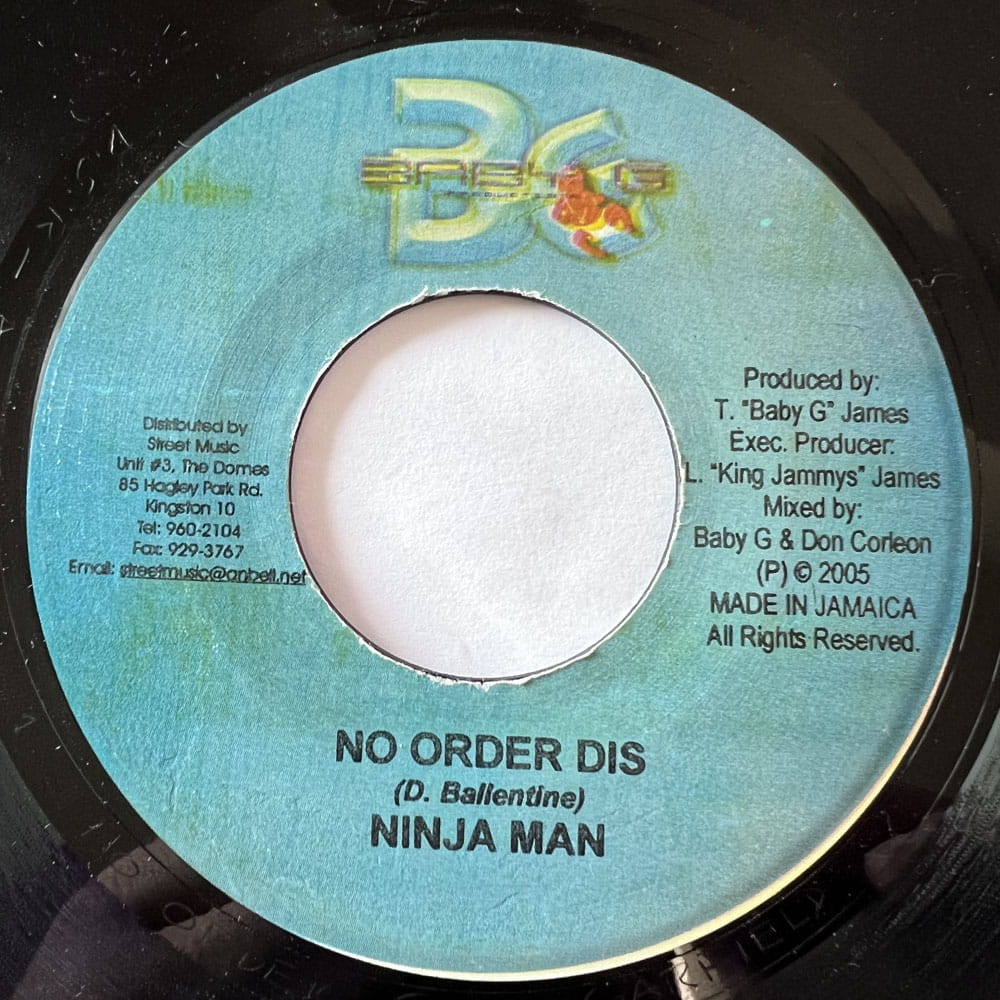 BG
BABY G
Distributed by
Street Music
Unit #3, The Domes
85 Hagley Park Rd.
Kingston 10
Tel: 960-2104
Fax: 929-3767
Email: streetmusic@anbell.net
Produced by:
T. "Baby G" James
Exec. Producer:
L. "King Jammys" James
Mixed by:
Baby G & Don Corleon
(P) © 2005
MADE IN JAMAICA
All Rights Reserved.
NO ORDER DIS
(D. Ballentine)
NINJA MAN